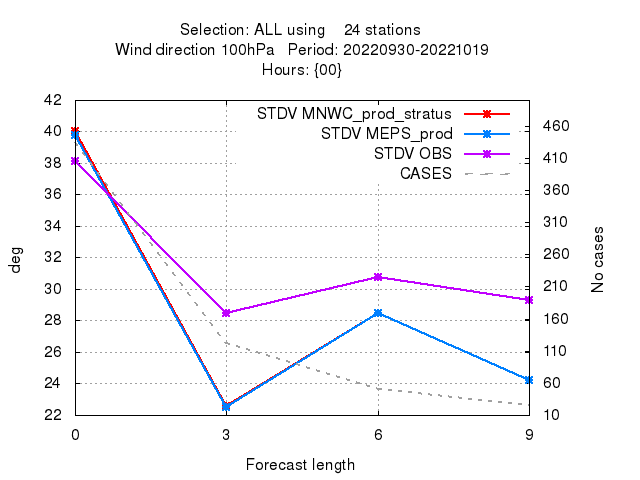 Selection: ALL using    24 stations
Wind direction 100hPa   Period: 20220930-20221019
Hours: {00}
STDV MNWC_prod_stratus
STDV MEPS_prod
STDV OBS
CASES
42
40
38
36
34
32
30
28
26
24
22
deg
460
410
360
310
260
210
160
110
60
10
No cases
0 3 6 9
Forecast length